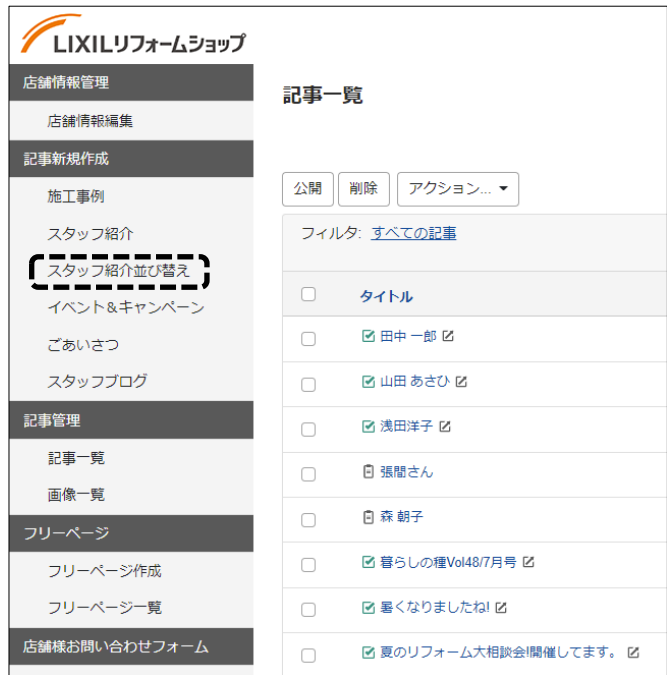 LIXILリフォームショップ
店舗情報管理
店舗情報編集
記事新規作成
施工事例
スタッフ紹介
スタッフ紹介並び替え
イベント＆キャンペーン
ごあいさつ
スタッフブログ
記事管理
記事一覧
画像一覧
フリーページ
フリーページ作成
フリーページ一覧
店舗様お問い合わせフォーム
記事一覧
公開 削除 アクション...
フィルタ: すべての記事
タイトル
田中 一郎
山田 あさひ
浅田洋子
張間さん
森 朝子
暮らしの種Vol48/7月号
暑くなりましたね!
夏のリフォーム大相談会!開催してます。